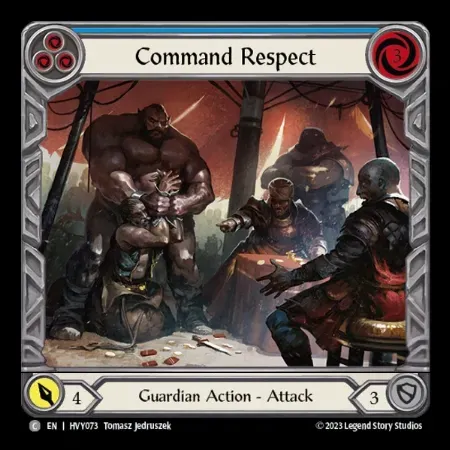 Command Respect
3
4
Guardian Action - Attack
3
C EN | HVY073 Tomasz Jedruszek
©2023 Legend Story Studios